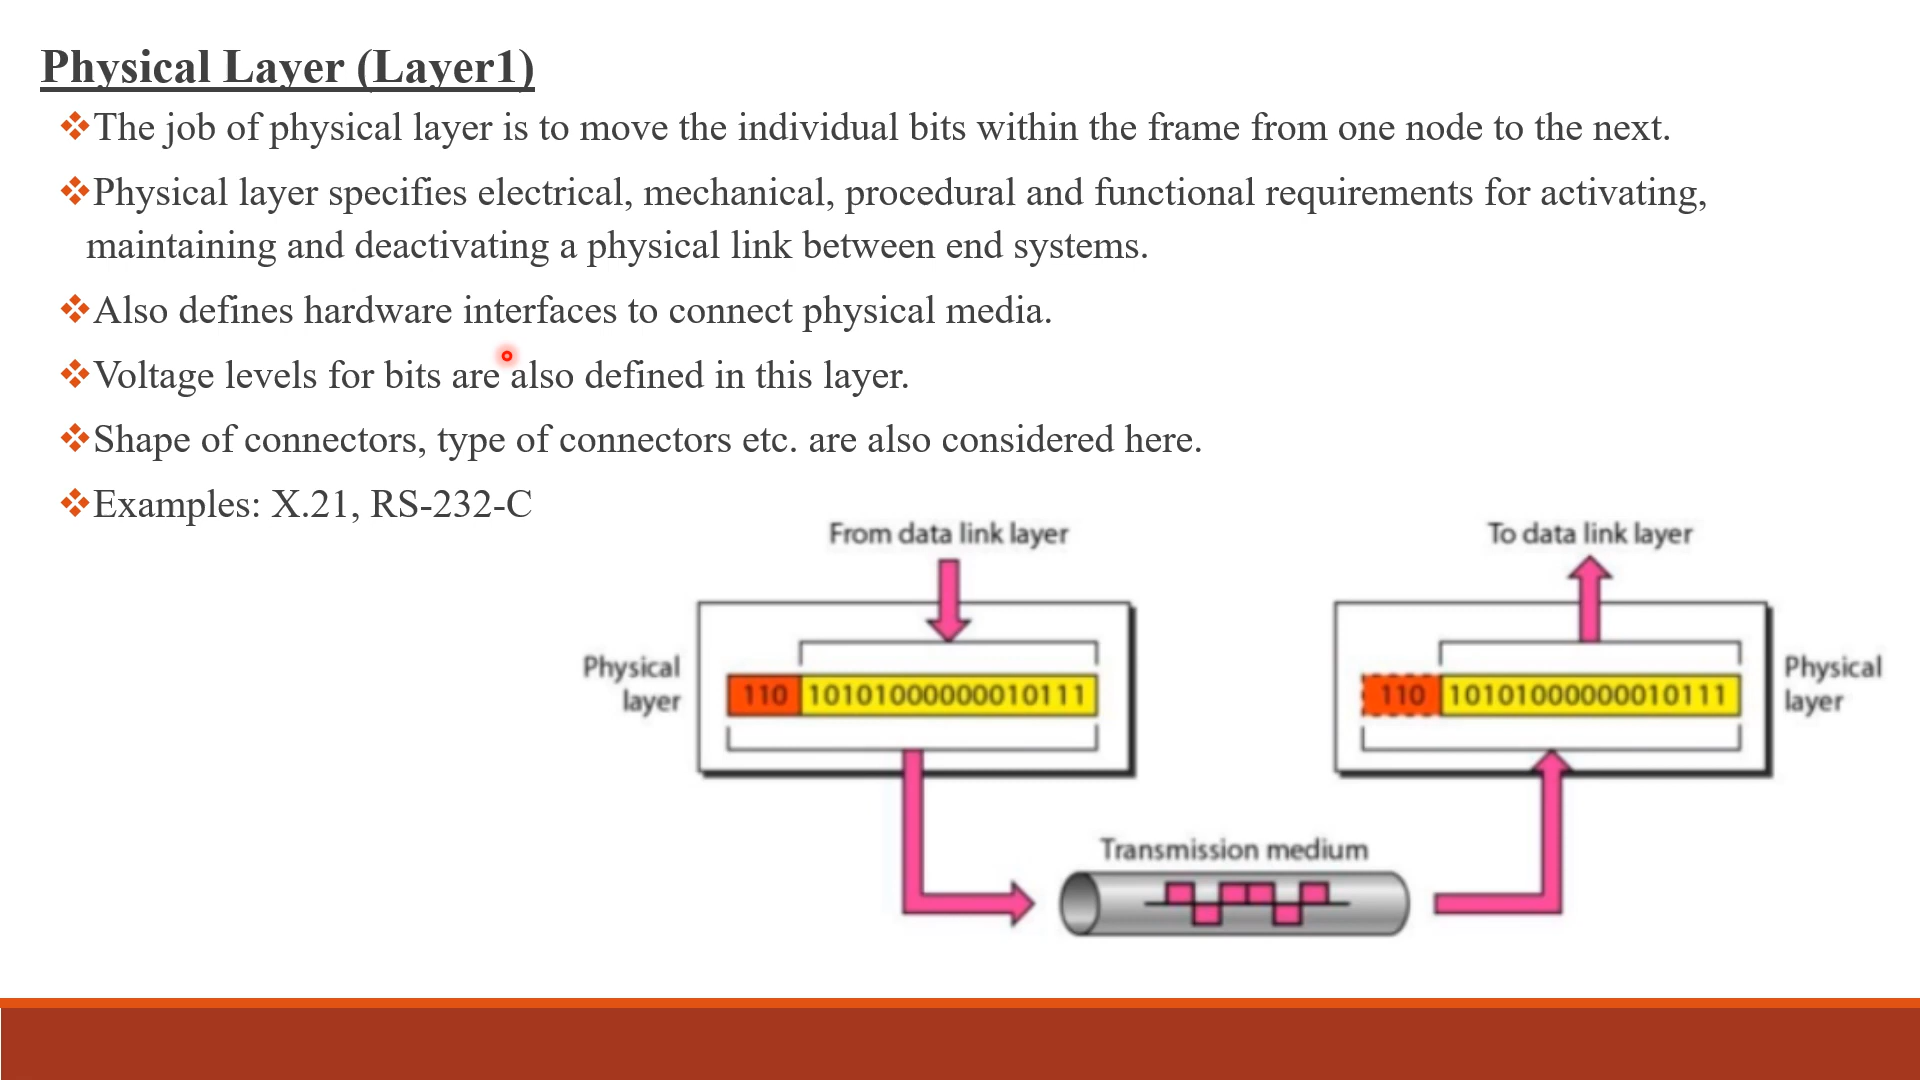 Physical Layer (Layer1)
❖The job of physical layer is to move the individual bits within the frame from one node to the next.
❖Physical layer specifies electrical, mechanical, procedural and functional requirements for activating,
maintaining and deactivating a physical link between end systems.
❖Also defines hardware interfaces to connect physical media.
❖Voltage levels for bits are also defined in this layer.
❖Shape of connectors, type of connectors etc. are also considered here.
❖Examples: X.21, RS-232-C
From data link layer
To data link layer
Physical
layer
110 10101000000010111
110 10101000000010111
Physical
layer
Transmission medium